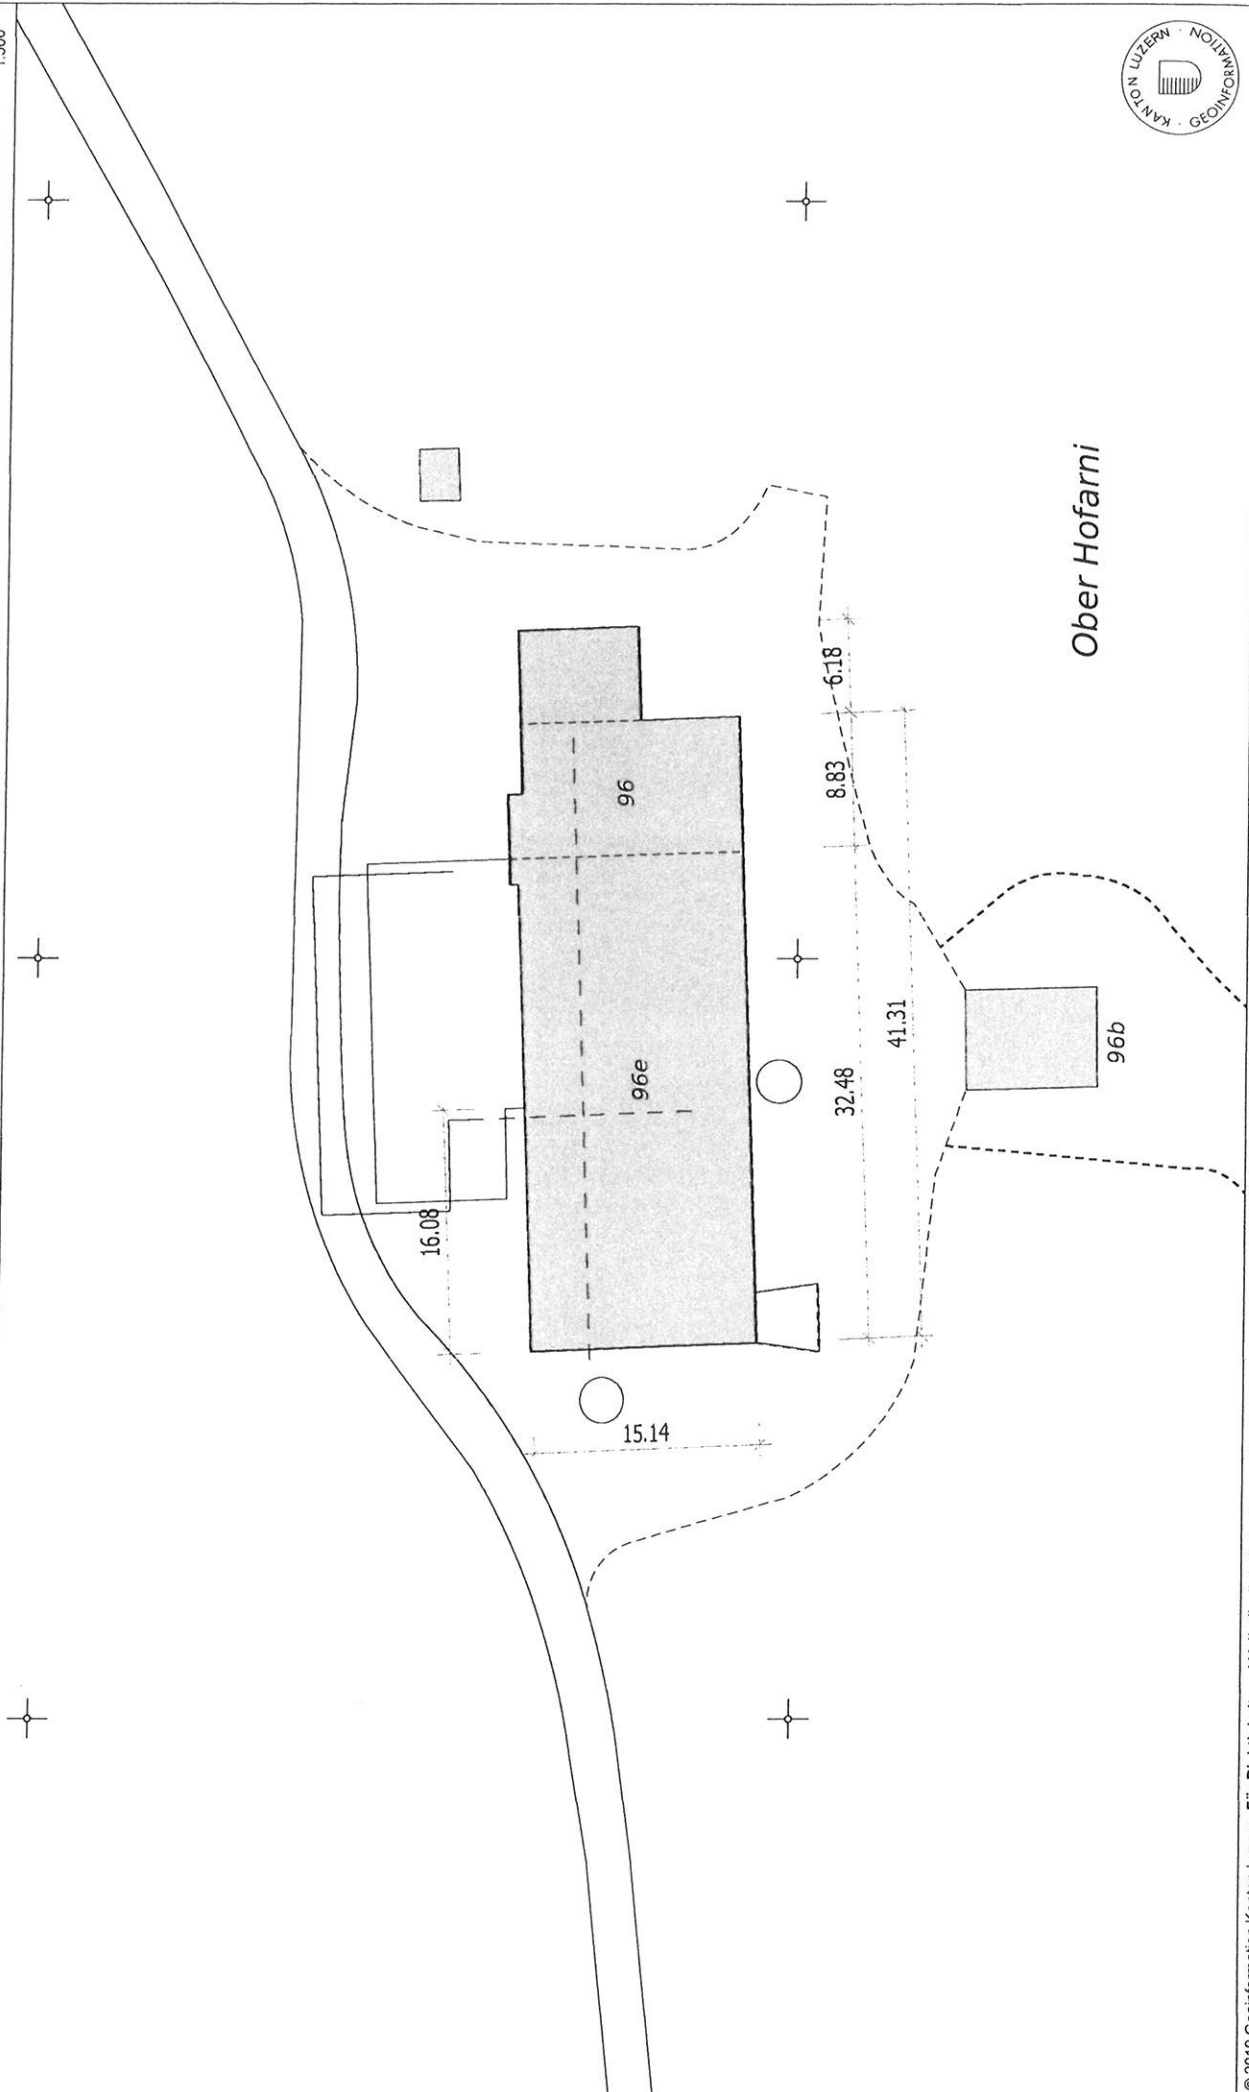 KANTON LUZERN · GEOINFORMATION ·
Ober Hofarni
6.18
8.83
96
96e
41.31
32.48
96b
16.08
15.14